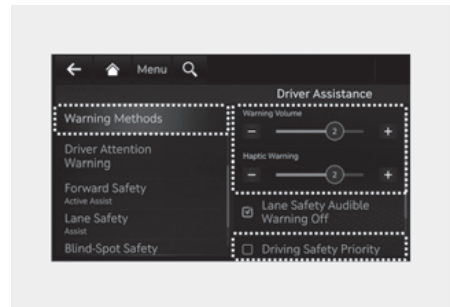 Menu
Driver Assistance
Warning Methods
Driver Attention
Warning
Forward Safety
Active Assist
Lane Safety
Assist
Blind-Spot Safety
Warning Volume
2
Haptic Warning
2
Lane Safety Audible
Warning Off
Driving Safety Priority